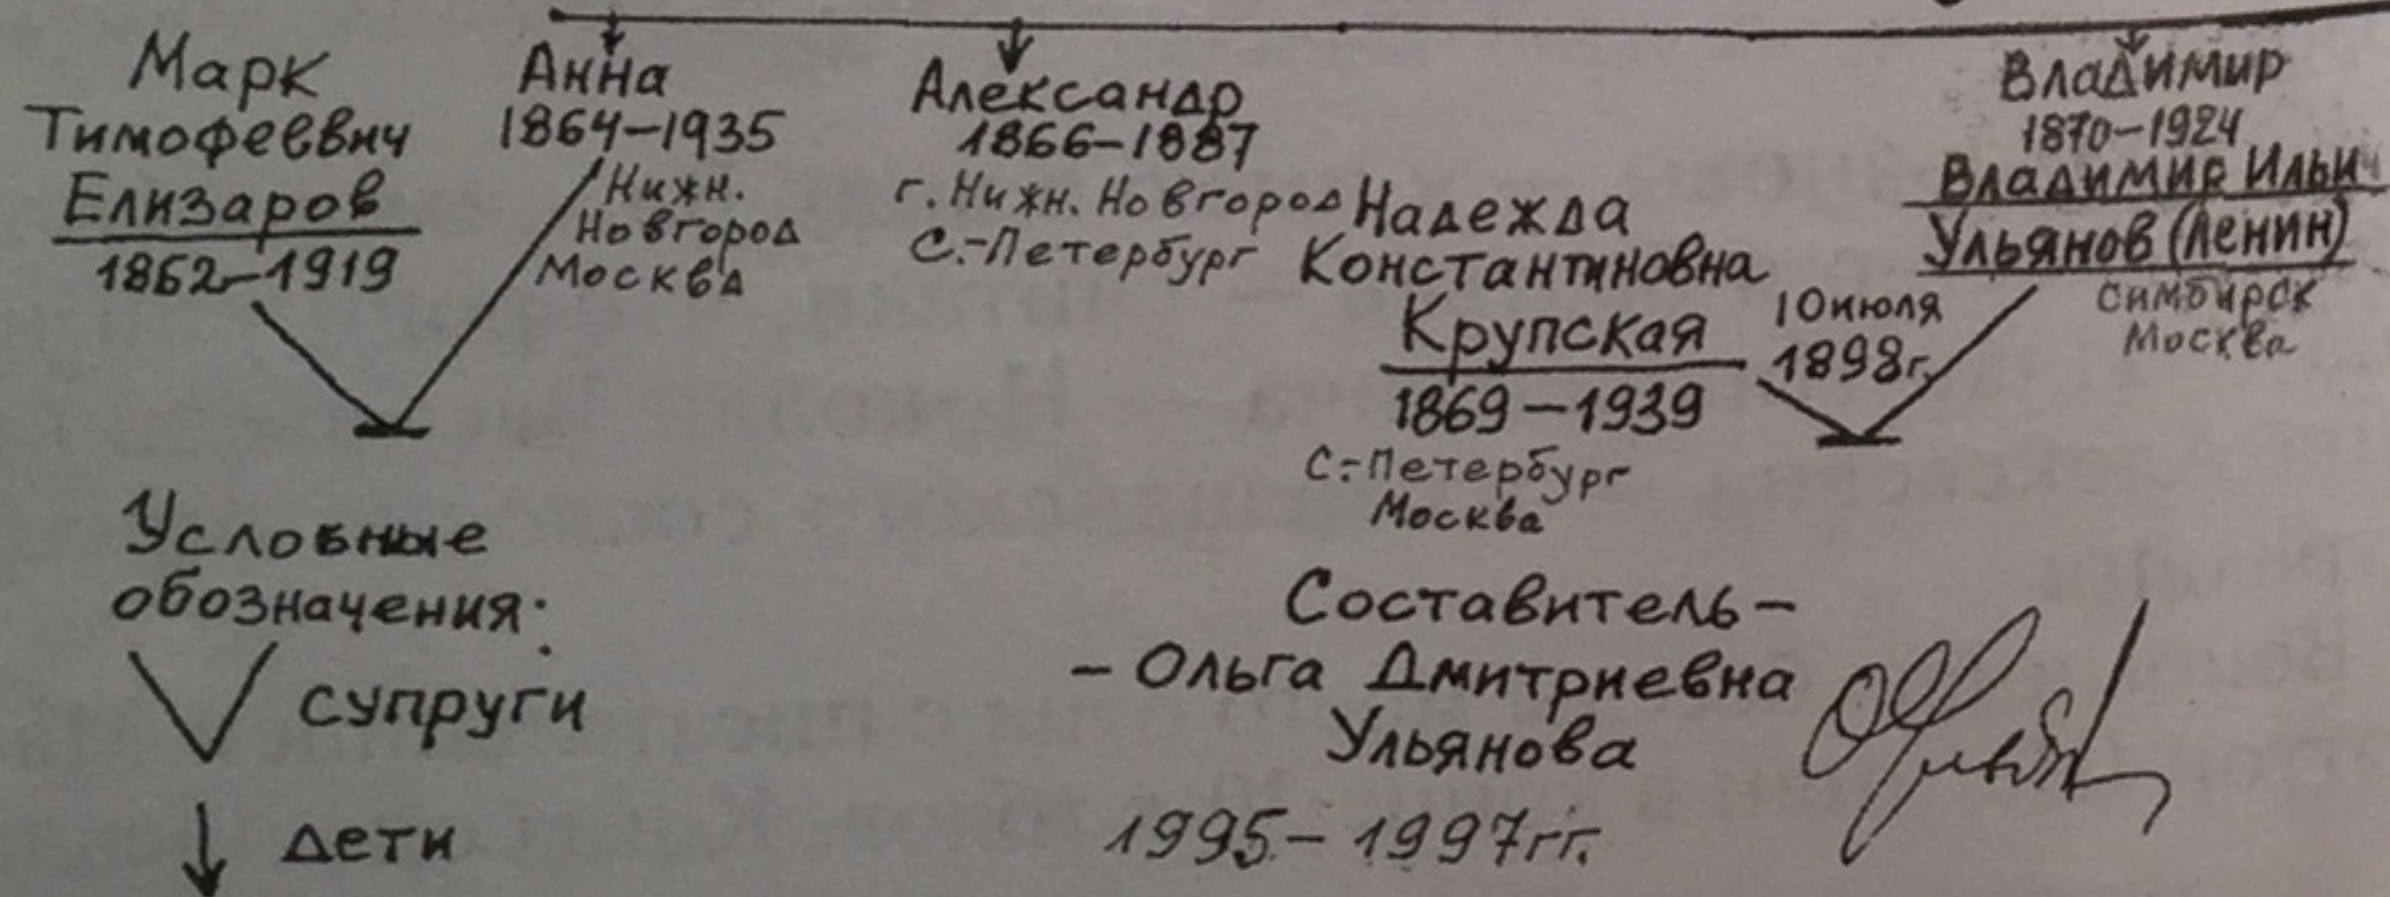 Марк
Тимофеевич
Елизаров
1862-1919
Анна
1864-1935
Нижн.
Новгород
Москва
Александр
1866-1887
г. Нижн. Новгород
С.-Петербург
Надежда
Константиновна
Крупская
1869-1939
С.-Петербург
Москва
10 июля
1898г.
Владимир
1870-1924
Владимир Ильич
Ульянов (Ленин)
Симбирск
Москва
Условные
обозначения:
супруги
дети
Составитель-
- Ольга Дмитриевна
Ульянова
1995-1997гг.